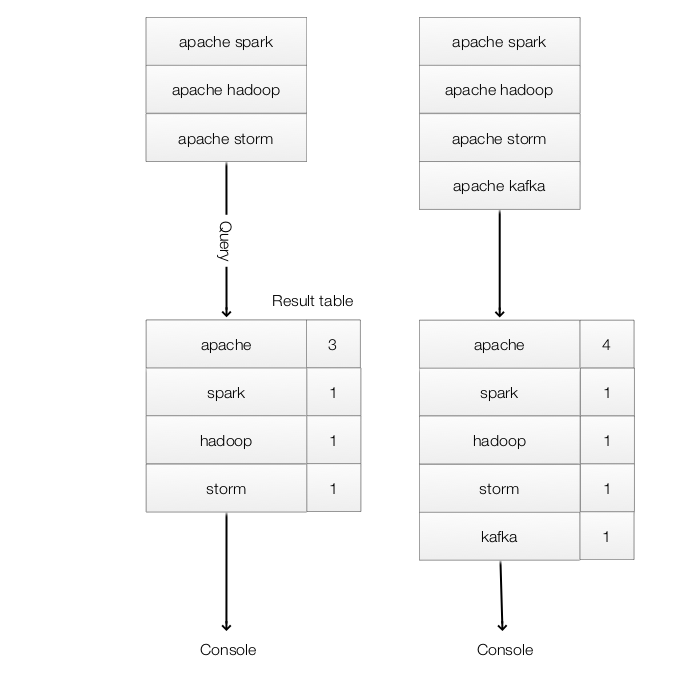 apache spark
apache hadoop
apache storm
Query
Result table
apache 3
spark 1
hadoop 1
storm 1
Console
apache spark
apache hadoop
apache storm
apache kafka
apache 4
spark 1
hadoop 1
storm 1
kafka 1
Console